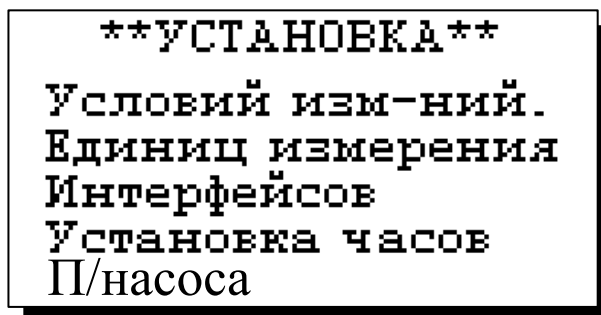 **УСТАНОВКА**
Условий изм-ний.
Единиц измерения
Интерфейсов
Установка часов
П/насоса